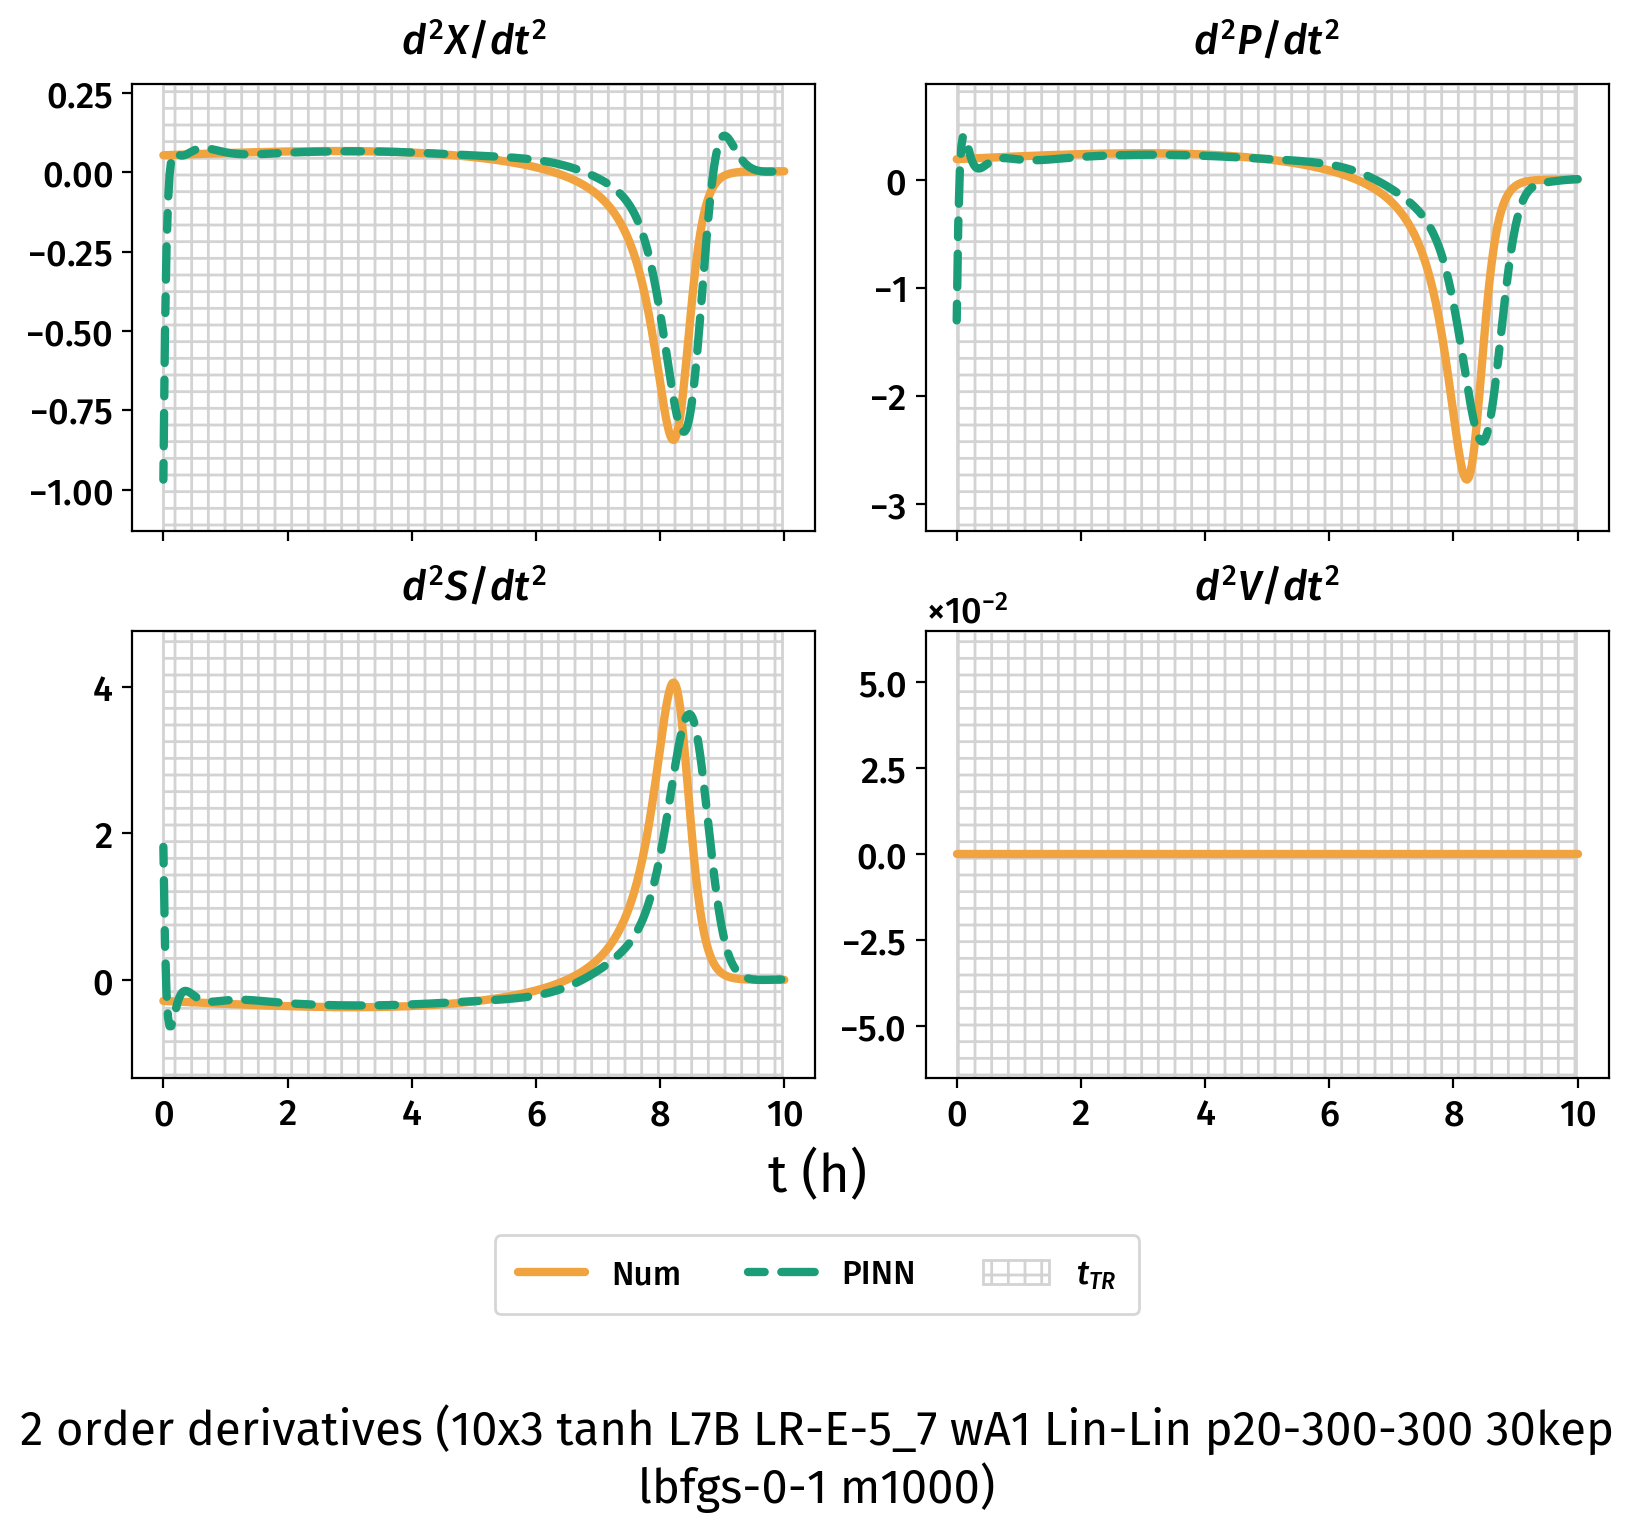 d²X/dt²
d²P/dt²
0.25
0.00
−0.25
−0.50
−0.75
−1.00
0
−1
−2
−3
d²S/dt²
d²V/dt²
×10⁻²
4
2
0
5.0
2.5
0.0
−2.5
−5.0
0 2 4 6 8 10
0 2 4 6 8 10
t (h)
Num PINN t_TR
2 order derivatives (10x3 tanh L7B LR-E-5_7 wA1 Lin-Lin p20-300-300 30kep
lbfgs-0-1 m1000)